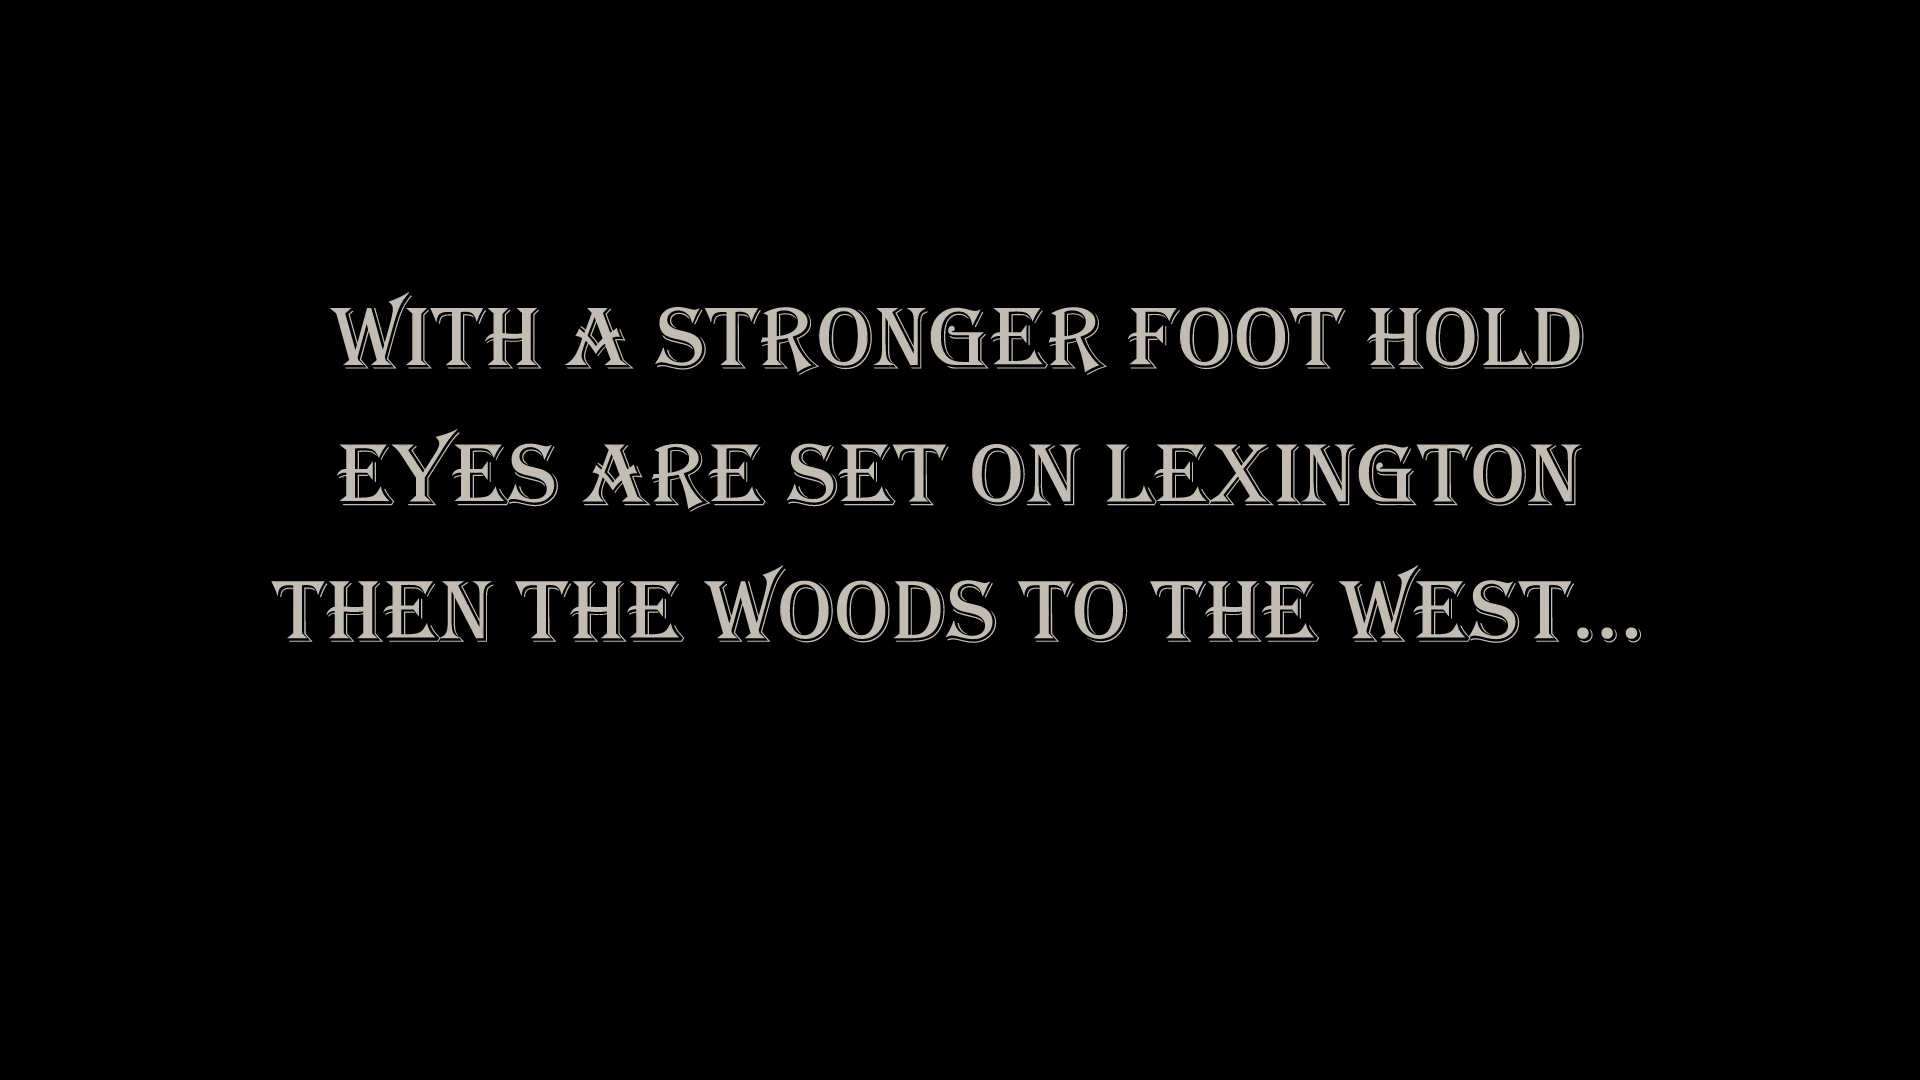 WITH A STRONGER FOOT HOLD
EYES ARE SET ON LEXINGTON
THEN THE WOODS TO THE WEST...